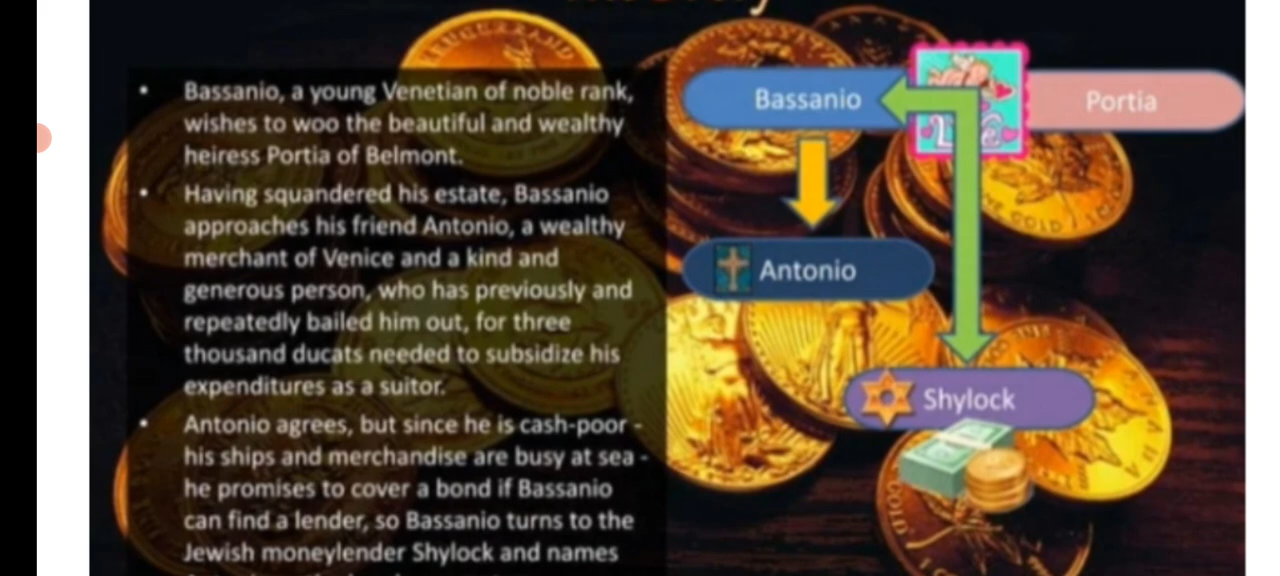 Bassanio, a young Venetian of noble rank,
wishes to woo the beautiful and wealthy
heiress Portia of Belmont.
Having squandered his estate, Bassanio
approaches his friend Antonio, a wealthy
merchant of Venice and a kind and
generous person, who has previously and
repeatedly bailed him out, for three
thousand ducats needed to subsidize his
expenditures as a suitor.
Antonio agrees, but since he is cash-poor -
his ships and merchandise are busy at sea -
he promises to cover a bond if Bassanio
can find a lender, so Bassanio turns to the
Jewish moneylender Shylock and names
Bassanio
Portia
Antonio
Shylock